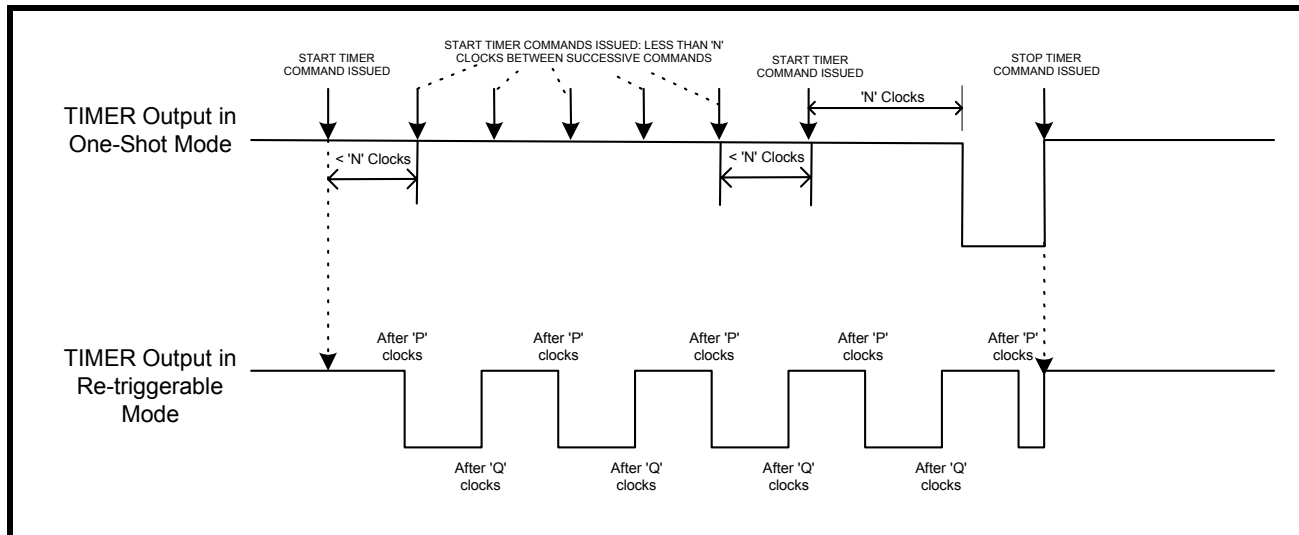 START TIMER
COMMAND ISSUED
START TIMER COMMANDS ISSUED: LESS THAN 'N'
CLOCKS BETWEEN SUCCESSIVE COMMANDS
START TIMER
COMMAND ISSUED
STOP TIMER
COMMAND ISSUED
'N' Clocks
TIMER Output in
One-Shot Mode
< 'N' Clocks
< 'N' Clocks
After 'P'
clocks
After 'P'
clocks
After 'P'
clocks
After 'P'
clocks
After 'P'
clocks
TIMER Output in
Re-triggerable
Mode
After 'Q'
clocks
After 'Q'
clocks
After 'Q'
clocks
After 'Q'
clocks